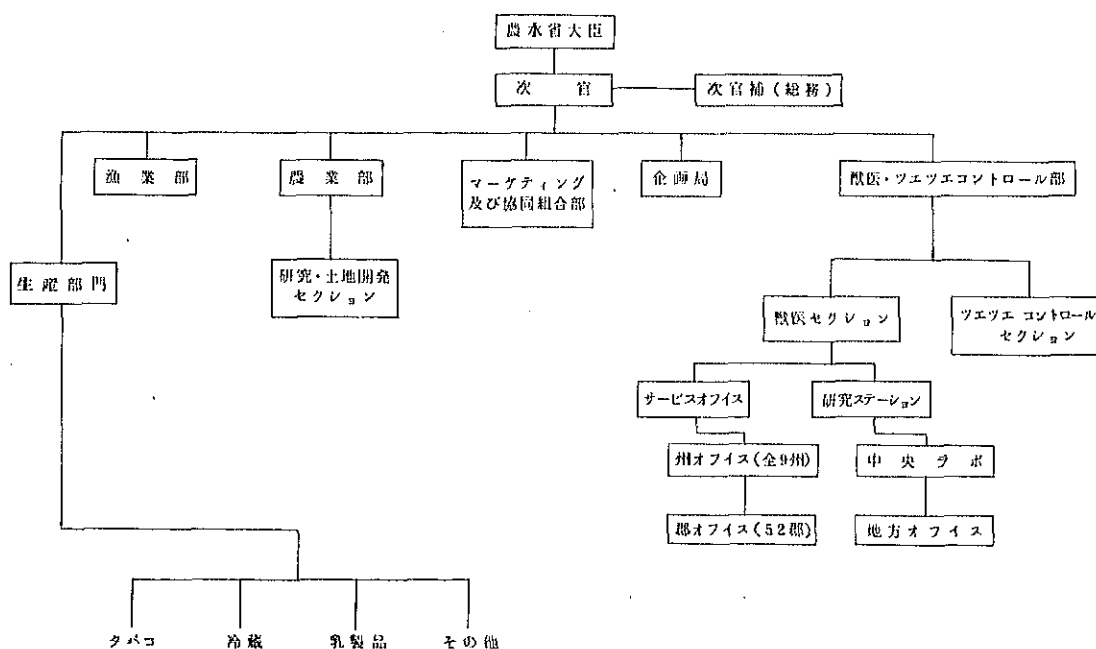 農水省大臣
次官
次官補(総務)
漁業部
農業部
マーケティング
及び協同組合部
企画局
獣医・ツエツエコントロール部
生産部門
研究・土地開発
セクション
獣医セクション
ツエツエ コントロール
セクション
サービスオフイス
研究ステーション
州オフイス(全9州)
中央ラボ
郡オフイス(52郡)
地方オフイス
タバコ
冷蔵
乳製品
その他